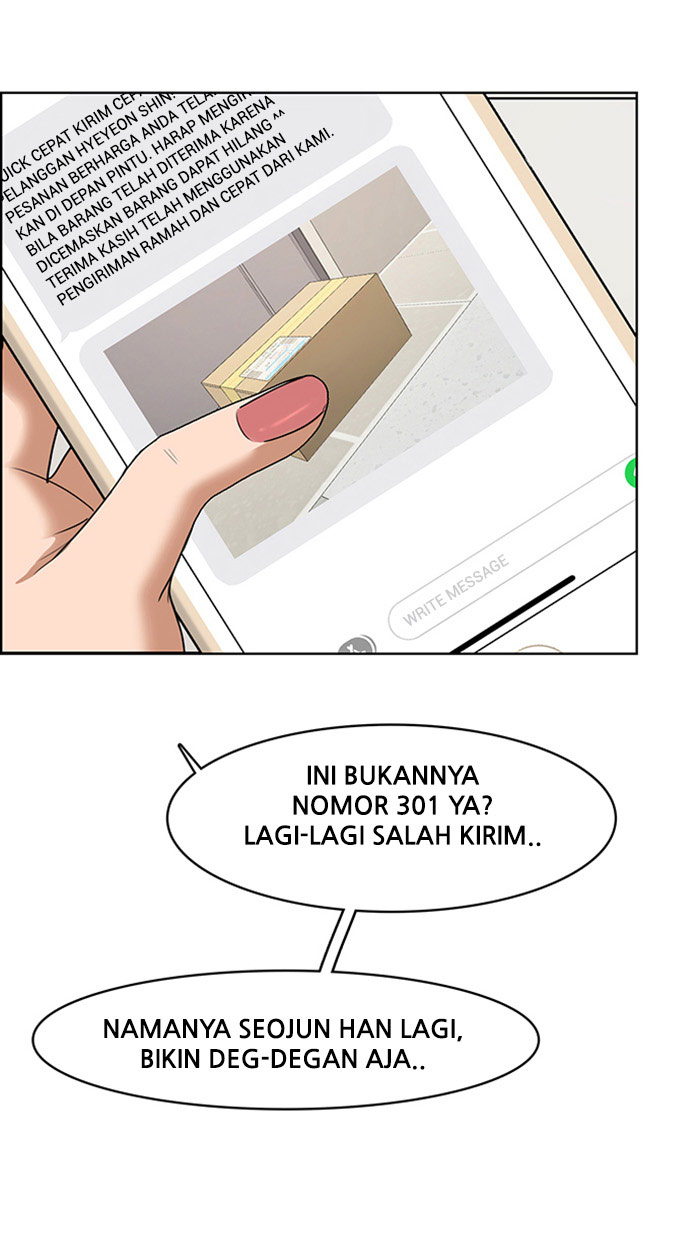 CEPAT KIRIM
PELANGGAN HYEYEON SHIN!
PESANAN BERHARGA ANDA
KAN DI DEPAN PINTU. HARAP
BILA BARANG TELAH DITERIMA KARENA
DICEMASKAN BARANG DAPAT HILANG ^^
TERIMA KASIH TELAH MENGGUNAKAN
PENGIRIMAN RAMAH DAN CEPAT DARI KAMI.
WRITE MESSAGE
INI BUKANNYA
NOMOR 301 YA?
LAGI-LAGI SALAH KIRIM..
NAMANYA SEOJUN HAN LAGI,
BIKIN DEG-DEGAN AJA..